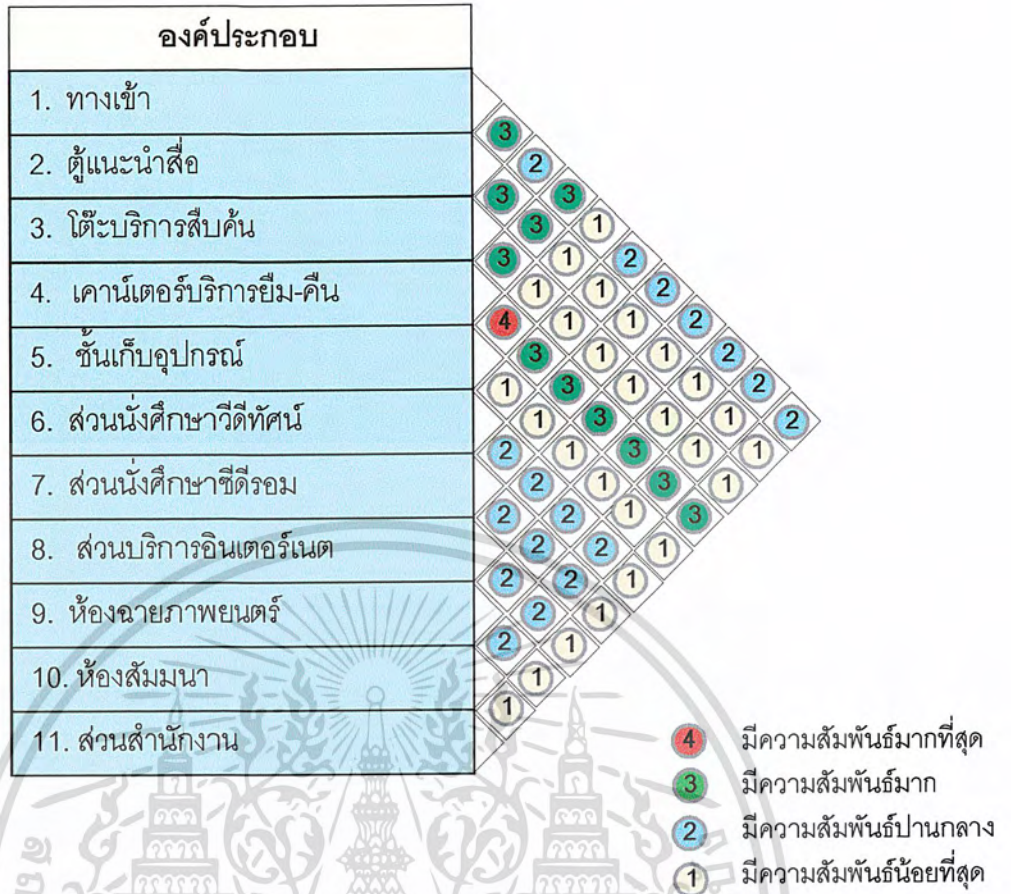 องค์ประกอบ
1. ทางเข้า
3
2. ตู้แนะนำสื่อ 2
3 3
3. โต๊ะบริการสืบค้น 3 1
3 1 2
4. เคาน์เตอร์บริการยืม-คืน 1 1 2
4 1 1 2
5. ชั้นเก็บอุปกรณ์ 3 1 1 2
1 3 1 1 2
6. ส่วนนั่งศึกษาวีดีทัศน์ 1 3 1 1 2
2 1 3 1 1
7. ส่วนนั่งศึกษาซีดีรอม 2 1 3 1
2 2 1 3
8. ส่วนบริการอินเตอร์เนต 2 2 1
2 2 1
9. ห้องฉายภาพยนตร์ 2 1
2 1
10. ห้องสัมมนา 1
1
11. ส่วนสำนักงาน
4 มีความสัมพันธ์มากที่สุด
3 มีความสัมพันธ์มาก
2 มีความสัมพันธ์ปานกลาง
1 มีความสัมพันธ์น้อยที่สุด